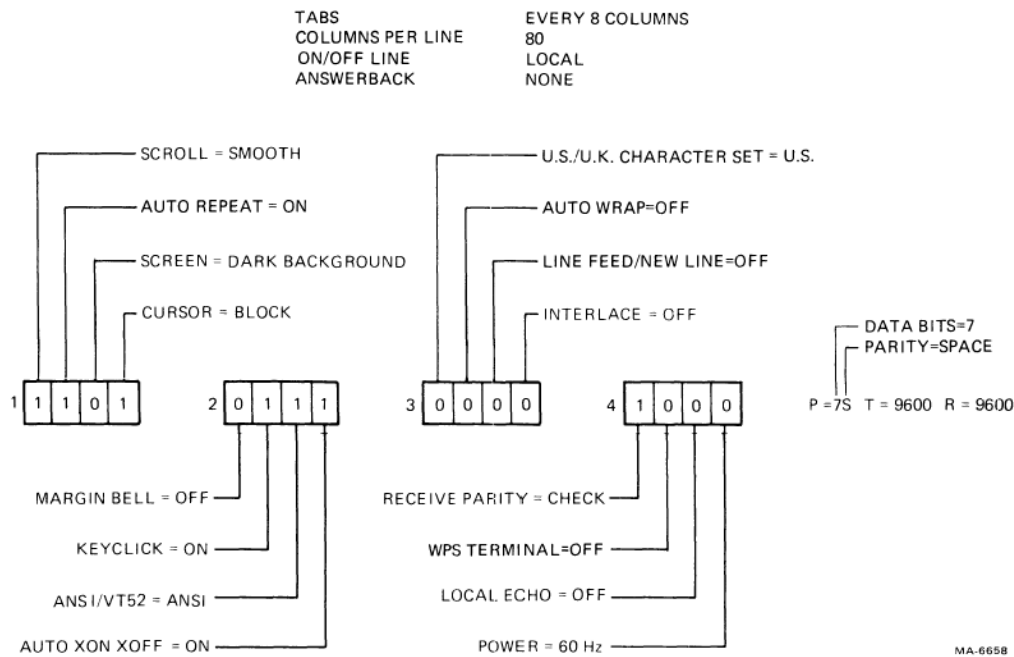 TABS EVERY 8 COLUMNS
COLUMNS PER LINE 80
ON/OFF LINE LOCAL
ANSWERBACK NONE
SCROLL = SMOOTH
AUTO REPEAT = ON
SCREEN = DARK BACKGROUND
CURSOR = BLOCK
U.S./U.K. CHARACTER SET = U.S.
AUTO WRAP=OFF
LINE FEED/NEW LINE=OFF
INTERLACE = OFF
DATA BITS=7
PARITY=SPACE
1 1 1 0 1
2 0 1 1 1
3 0 0 0 0
4 1 0 0 0
P =7S T = 9600 R = 9600
MARGIN BELL = OFF
KEYCLICK = ON
ANSI/VT52 = ANSI
AUTO XON XOFF = ON
RECEIVE PARITY = CHECK
WPS TERMINAL=OFF
LOCAL ECHO = OFF
POWER = 60 Hz
MA-6658